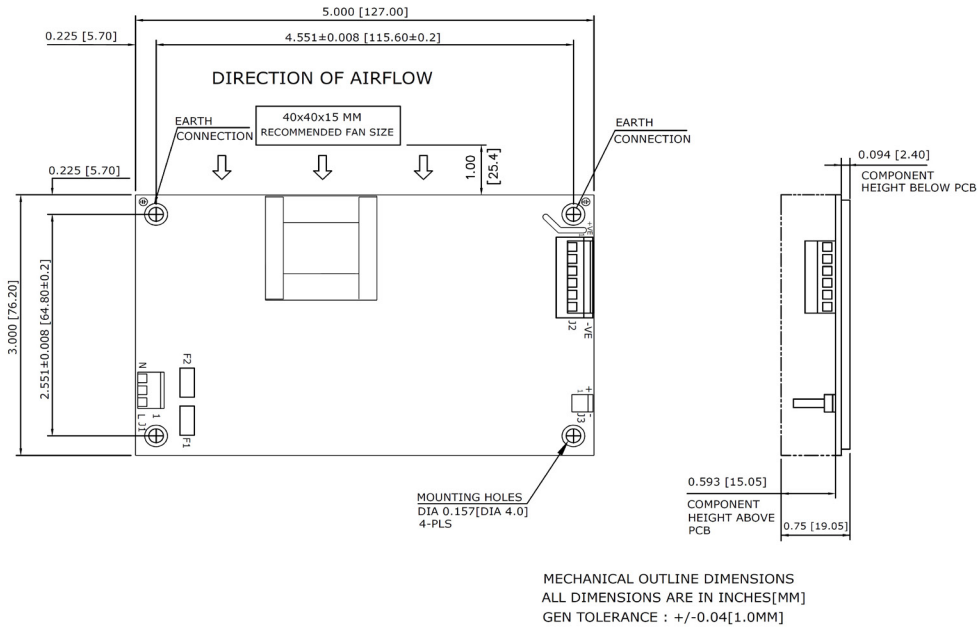 5.000 [127.00]
0.225 [5.70]
4.551±0.008 [115.60±0.2]
DIRECTION OF AIRFLOW
40x40x15 MM
RECOMMENDED FAN SIZE
EARTH
CONNECTION
EARTH
CONNECTION
1.00
[25.4]
0.225 [5.70]
0.094 [2.40]
COMPONENT
HEIGHT BELOW PCB
3.000 [76.20]
2.551±0.008 [64.80±0.2]
+VE
1
J2
-VE
N
L
J1
1
F2
F1
+
1
-
J3
MOUNTING HOLES
DIA 0.157[DIA 4.0]
4-PLS
0.593 [15.05]
COMPONENT
HEIGHT ABOVE
PCB
0.75 [19.05]
MECHANICAL OUTLINE DIMENSIONS
ALL DIMENSIONS ARE IN INCHES[MM]
GEN TOLERANCE : +/-0.04[1.0MM]